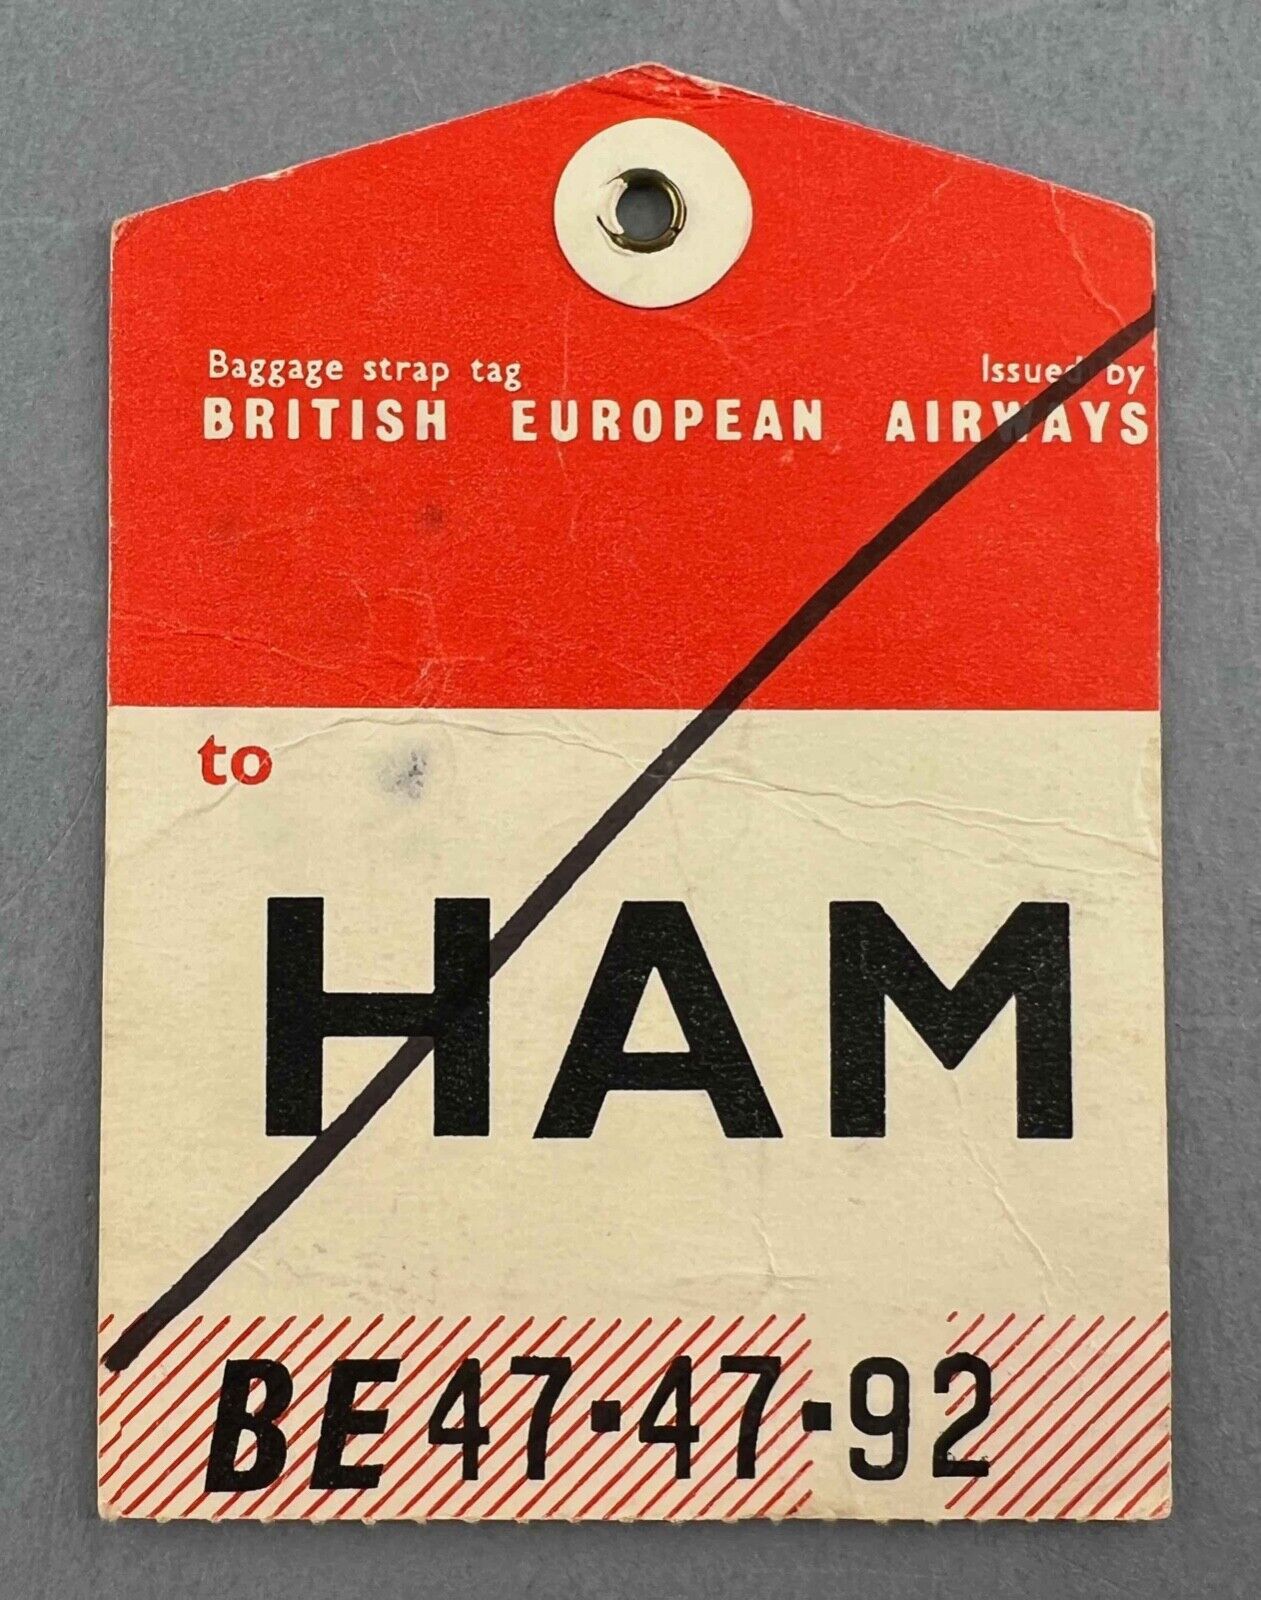 Baggage strap tag Issued by
BRITISH EUROPEAN AIRWAYS
to
HAM
BE 47·47·92